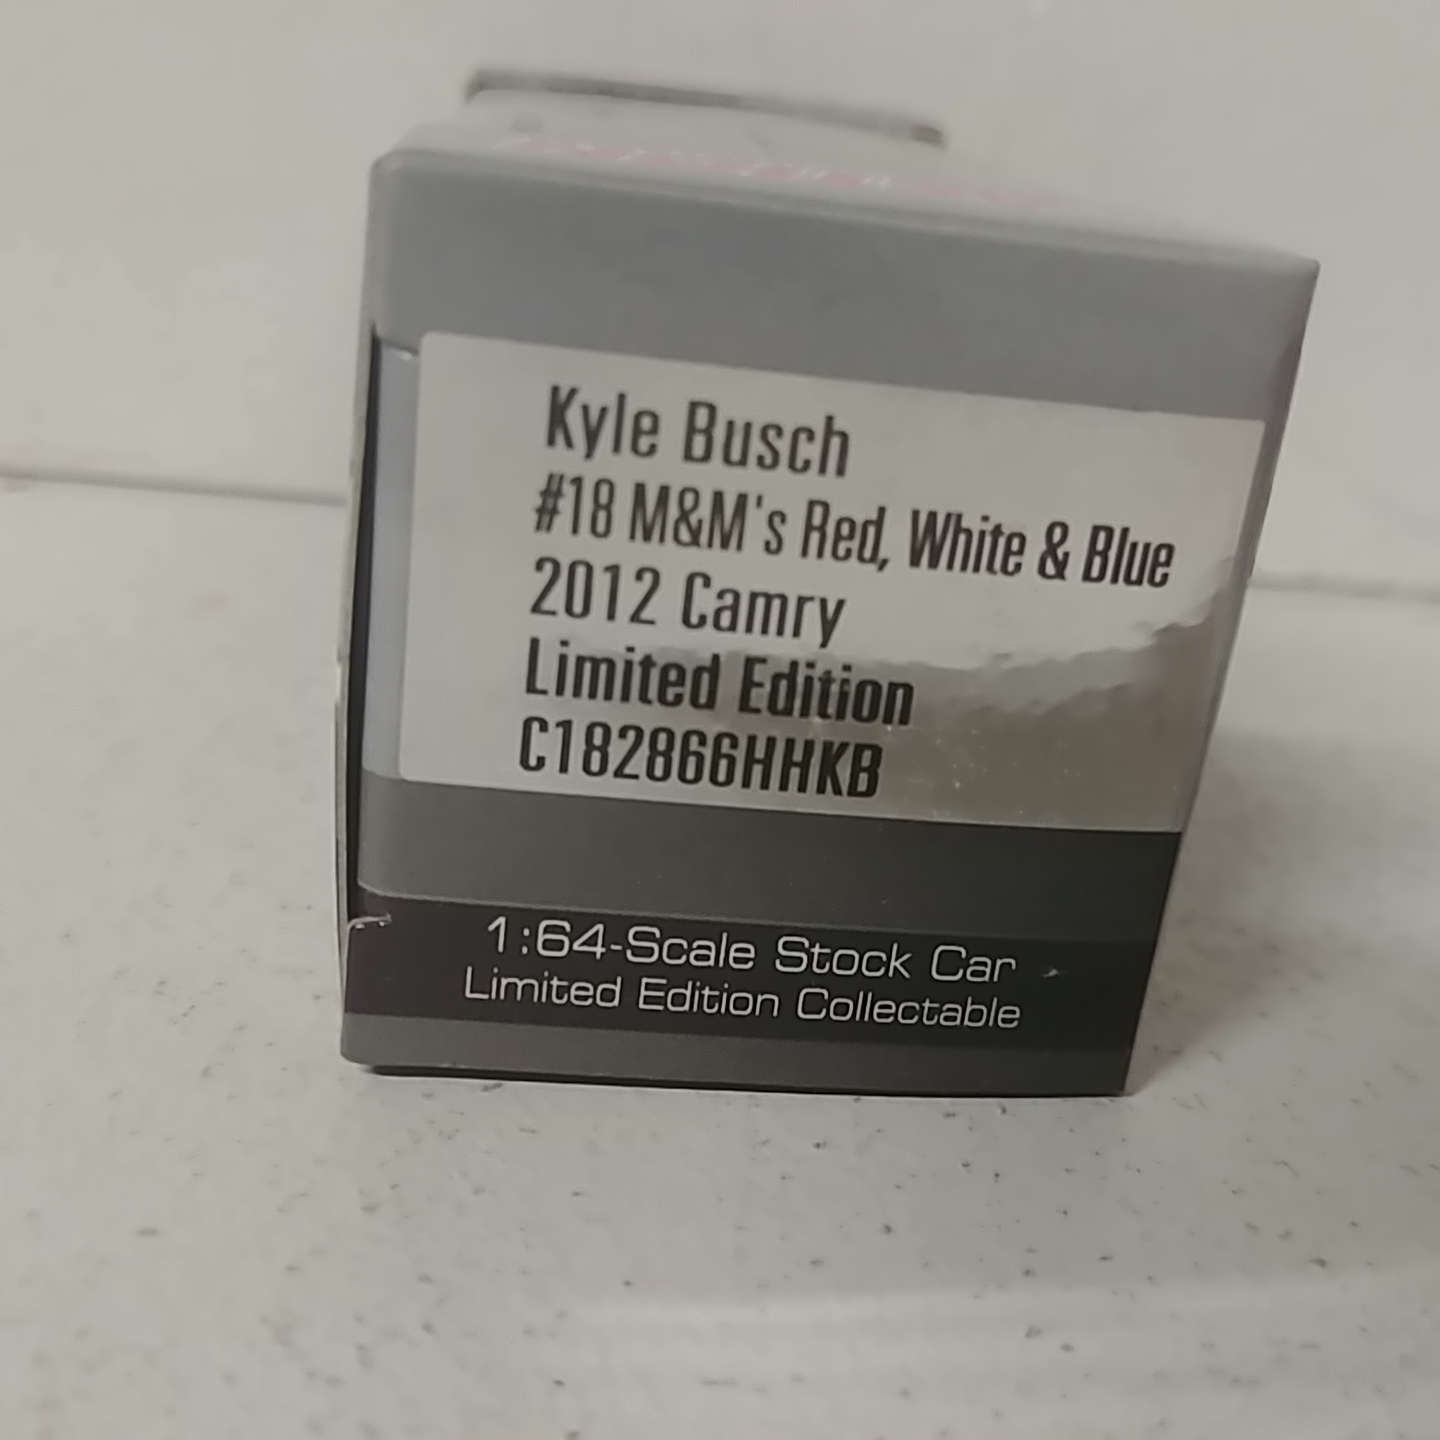 Kyle Busch
#18 M&M's Red, White & Blue
2012 Camry
Limited Edition
C182866HHKB
1:64-Scale Stock Car
Limited Edition Collectable